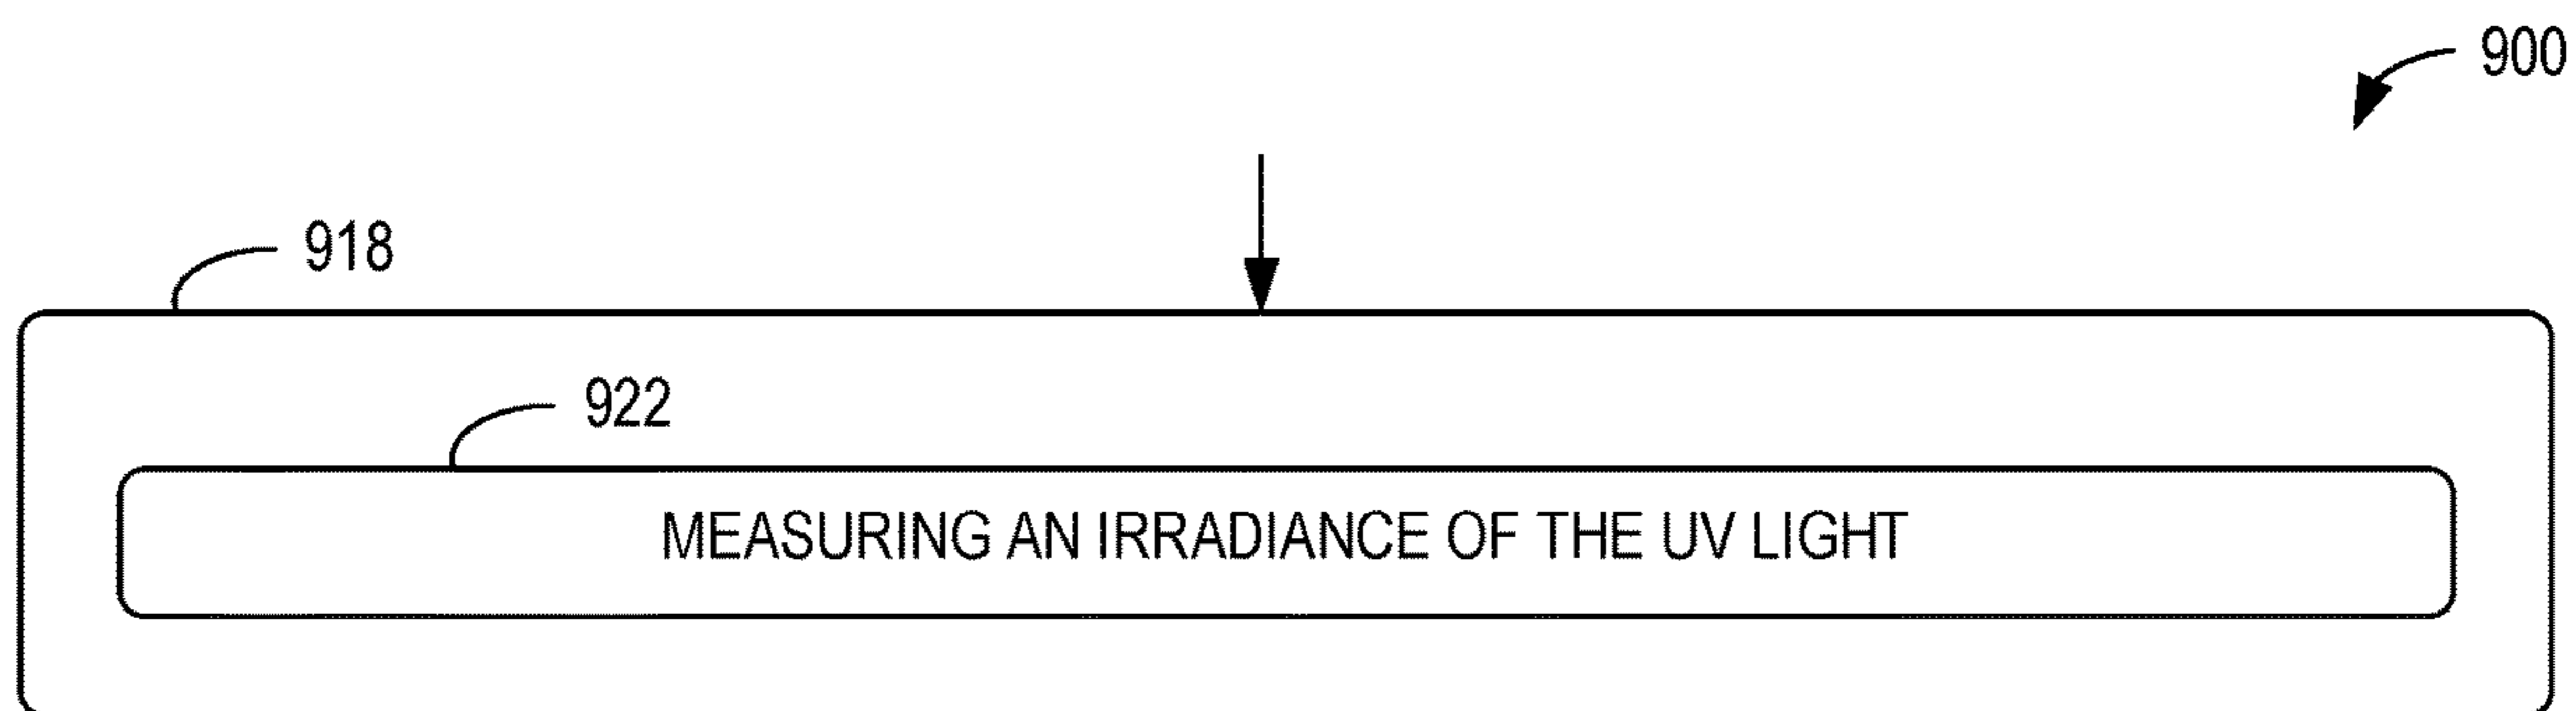 900
918
922
MEASURING AN IRRADIANCE OF THE UV LIGHT